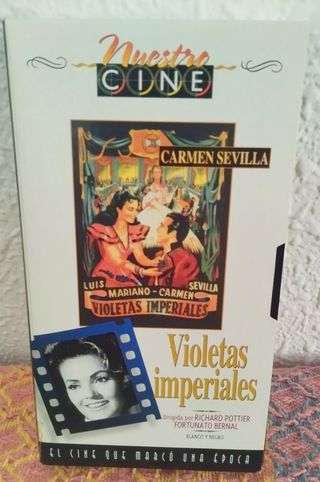 Nuestro
CINE
CARMEN SEVILLA
LUIS SEVILLA
MARIANO - CARMEN
VIOLETAS IMPERIALES
Violetas
imperiales
Dirigida por RICHARD POTTIER
FORTUNATO BERNAL
BLANCO Y NEGRO
EL CINE QUE MARCÓ UNA ÉPOCA